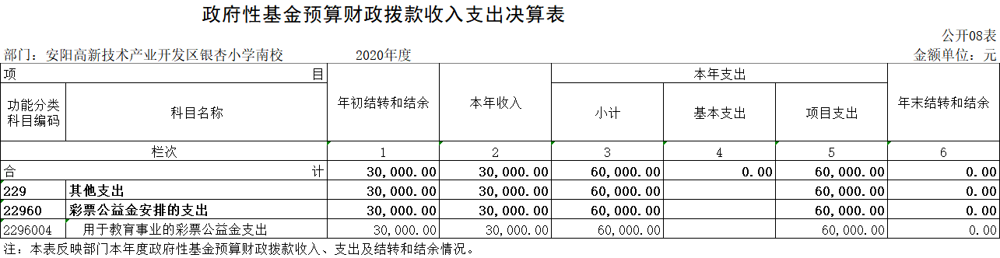 政府性基金预算财政拨款收入支出决算表
公开08表
部门：安阳高新技术产业开发区银杏小学南校 2020年度 金额单位：元
项 目 年初结转和结余 本年收入 本年支出 年末结转和结余
功能分类科目编码 科目名称 小计 基本支出 项目支出
栏次 1 2 3 4 5 6
合 计 30,000.00 30,000.00 60,000.00 0.00 60,000.00 0.00
229 其他支出 30,000.00 30,000.00 60,000.00 60,000.00 0.00
22960 彩票公益金安排的支出 30,000.00 30,000.00 60,000.00 60,000.00 0.00
2296004 用于教育事业的彩票公益金支出 30,000.00 30,000.00 60,000.00 60,000.00 0.00
注：本表反映部门本年度政府性基金预算财政拨款收入、支出及结转和结余情况。